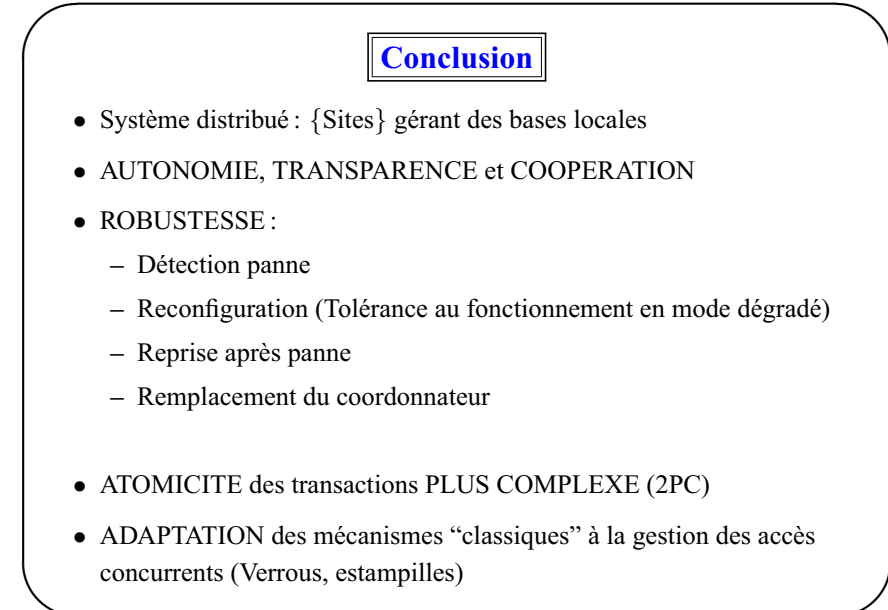 Conclusion
• Système distribué : {Sites} gérant des bases locales
• AUTONOMIE, TRANSPARENCE et COOPERATION
• ROBUSTESSE :
– Détection panne
– Reconfiguration (Tolérance au fonctionnement en mode dégradé)
– Reprise après panne
– Remplacement du coordonnateur
• ATOMICITE des transactions PLUS COMPLEXE (2PC)
• ADAPTATION des mécanismes “classiques” à la gestion des accès
concurrents (Verrous, estampilles)